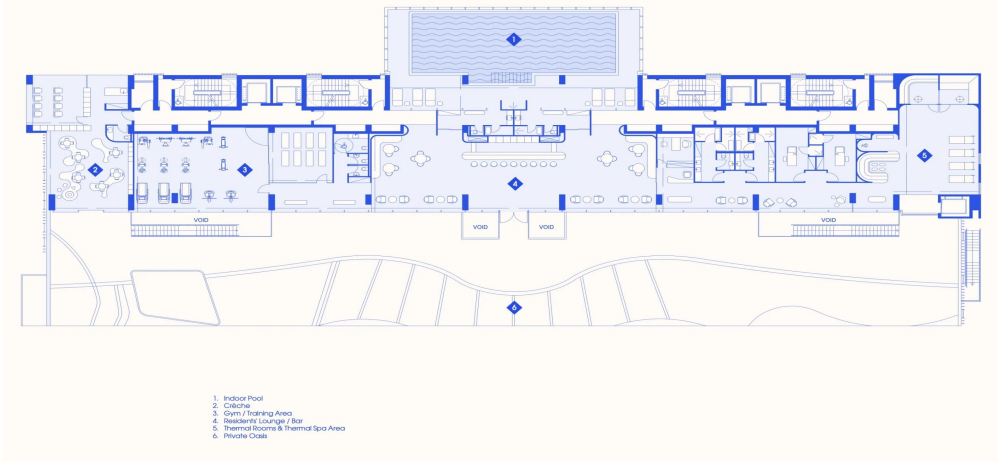 1
2
3
4
5
VOID
VOID
VOID
VOID
6
1. Indoor Pool
2. Crèche
3. Gym / Training Area
4. Residents' Lounge / Bar
5. Thermal Rooms & Thermal Spa Area
6. Private Oasis